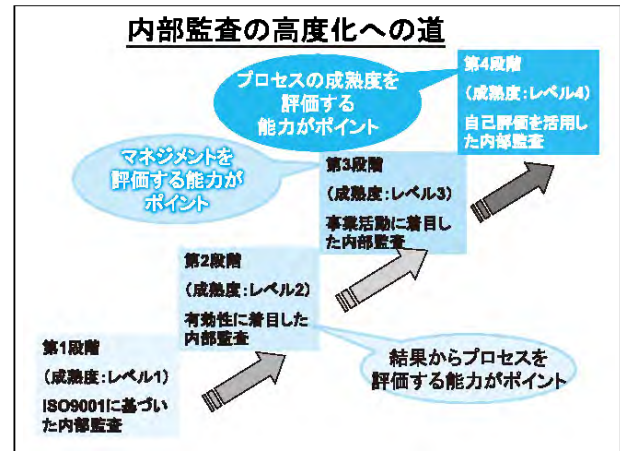 内部監査の高度化への道
第4段階
(成熟度:レベル4)
自己評価を活用し
た内部監査
プロセスの成熟度を
評価する
能力がポイント
第3段階
(成熟度:レベル3)
事業活動に着目し
た内部監査
マネジメントを
評価する能力が
ポイント
第2段階
(成熟度:レベル2)
有効性に着目した
内部監査
結果からプロセスを
評価する能力がポイント
第1段階
(成熟度:レベル1)
ISO9001に基づい
た内部監査